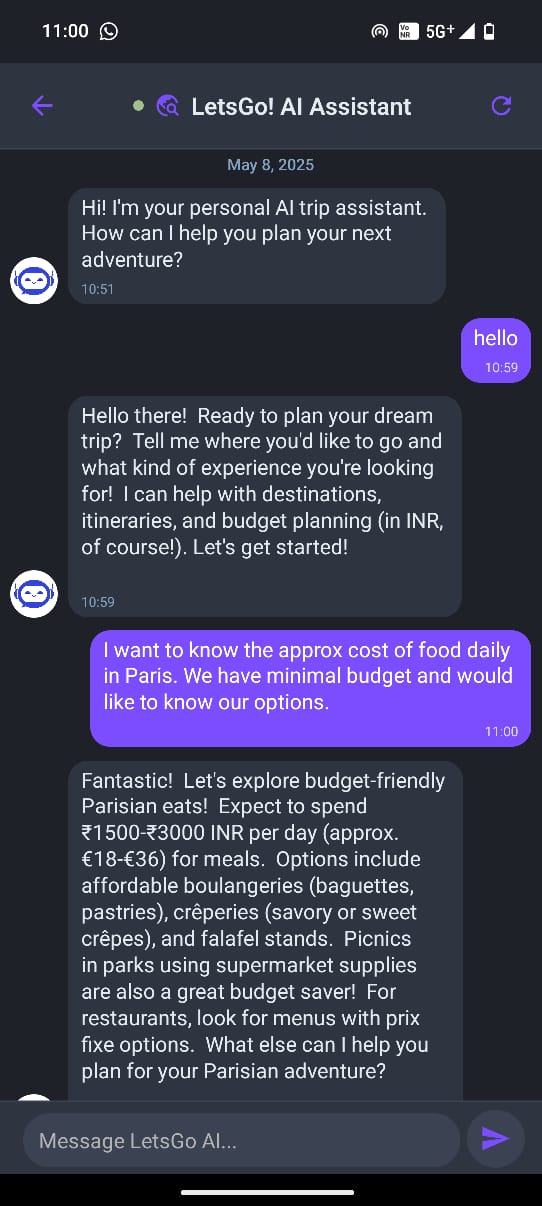 11:00
Vo NR 5G+
LetsGo! AI Assistant
May 8, 2025
Hi! I'm your personal AI trip assistant.
How can I help you plan your next
adventure?
10:51
hello
10:59
Hello there!  Ready to plan your dream
trip?  Tell me where you'd like to go and
what kind of experience you're looking
for!  I can help with destinations,
itineraries, and budget planning (in INR,
of course!). Let's get started!
10:59
I want to know the approx cost of food daily
in Paris. We have minimal budget and would
like to know our options.
11:00
Fantastic!  Let's explore budget-friendly
Parisian eats!  Expect to spend
₹1500-₹3000 INR per day (approx.
€18-€36) for meals.  Options include
affordable boulangeries (baguettes,
pastries), crêperies (savory or sweet
crêpes), and falafel stands.  Picnics
in parks using supermarket supplies
are also a great budget saver!  For
restaurants, look for menus with prix
fixe options.  What else can I help you
plan for your Parisian adventure?
Message LetsGo AI...